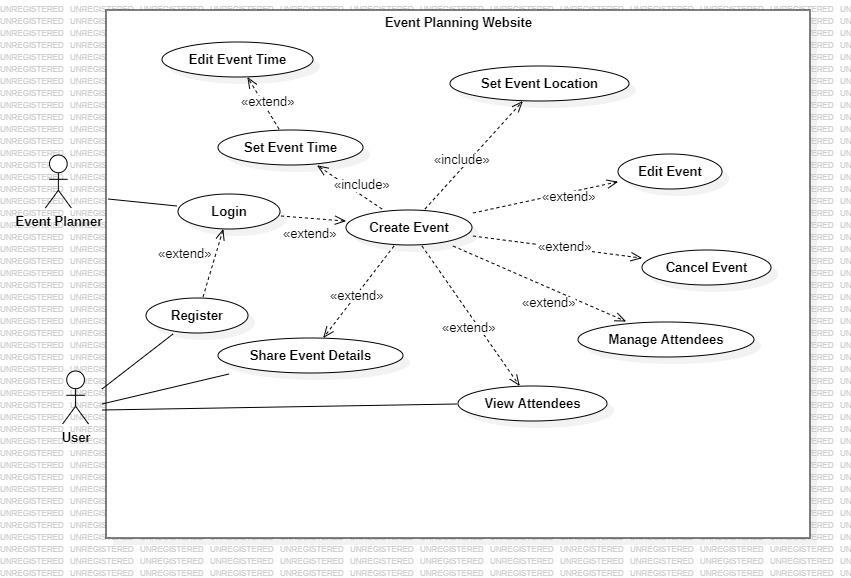 Event Planning Website
Edit Event Time
Set Event Location
«extend»
Set Event Time
«include»
Edit Event
«include»
«extend»
Event Planner
Login
Create Event
«extend»
«extend»
«extend»
Cancel Event
«extend»
«extend»
Register
«extend»
Manage Attendees
Share Event Details
View Attendees
User
UNREGISTERED